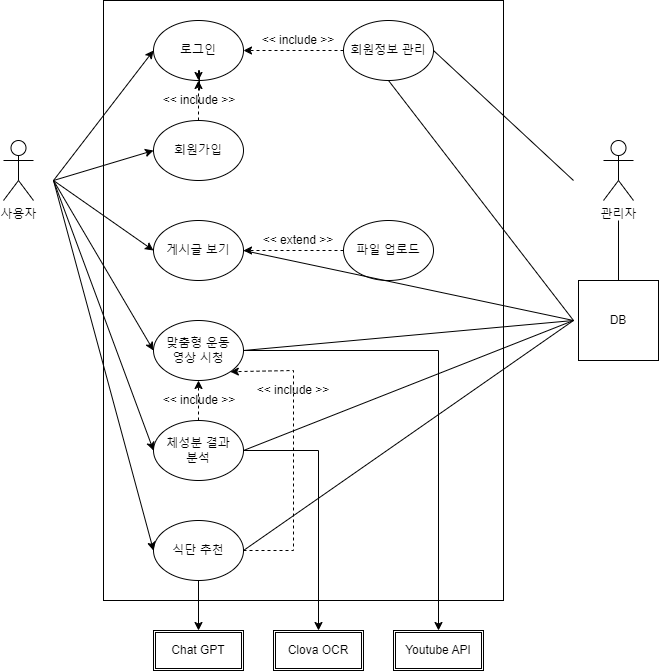 로그인
<< include >>
회원정보 관리
<< include >>
회원가입
사용자
관리자
게시글 보기
<< extend >>
파일 업로드
DB
맞춤형 운동
영상 시청
<< include >>
<< include >>
체성분 결과
분석
식단 추천
Chat GPT
Clova OCR
Youtube API